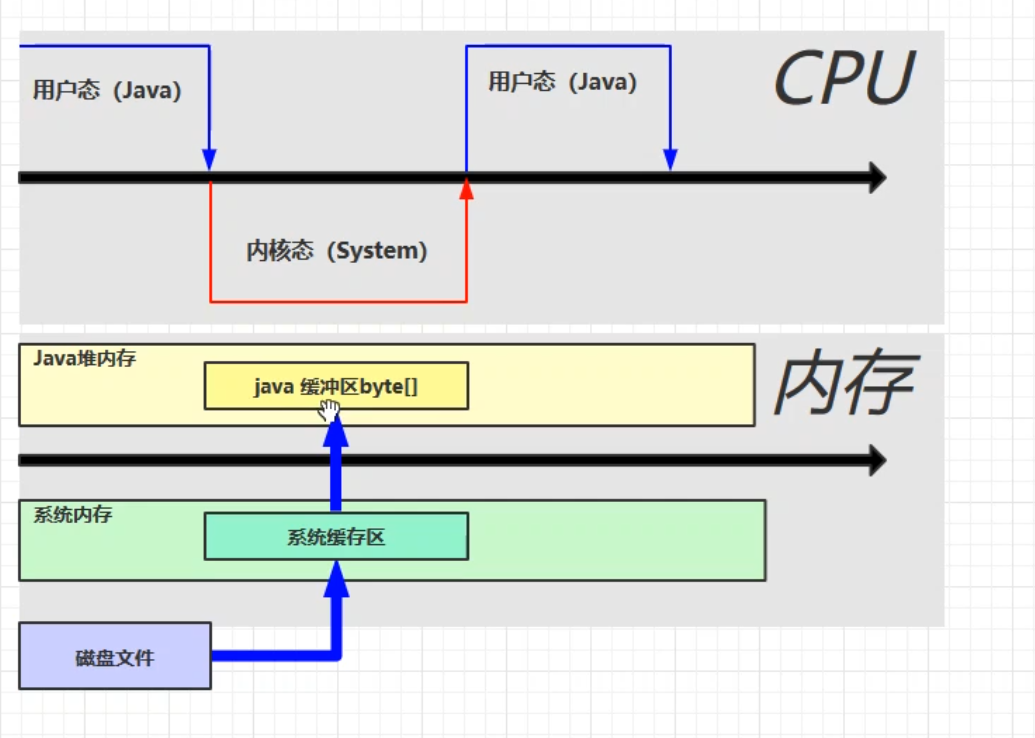 用户态（Java）
用户态（Java）
CPU
内核态（System）
Java堆内存
java 缓冲区byte[]
内存
系统内存
系统缓存区
磁盘文件